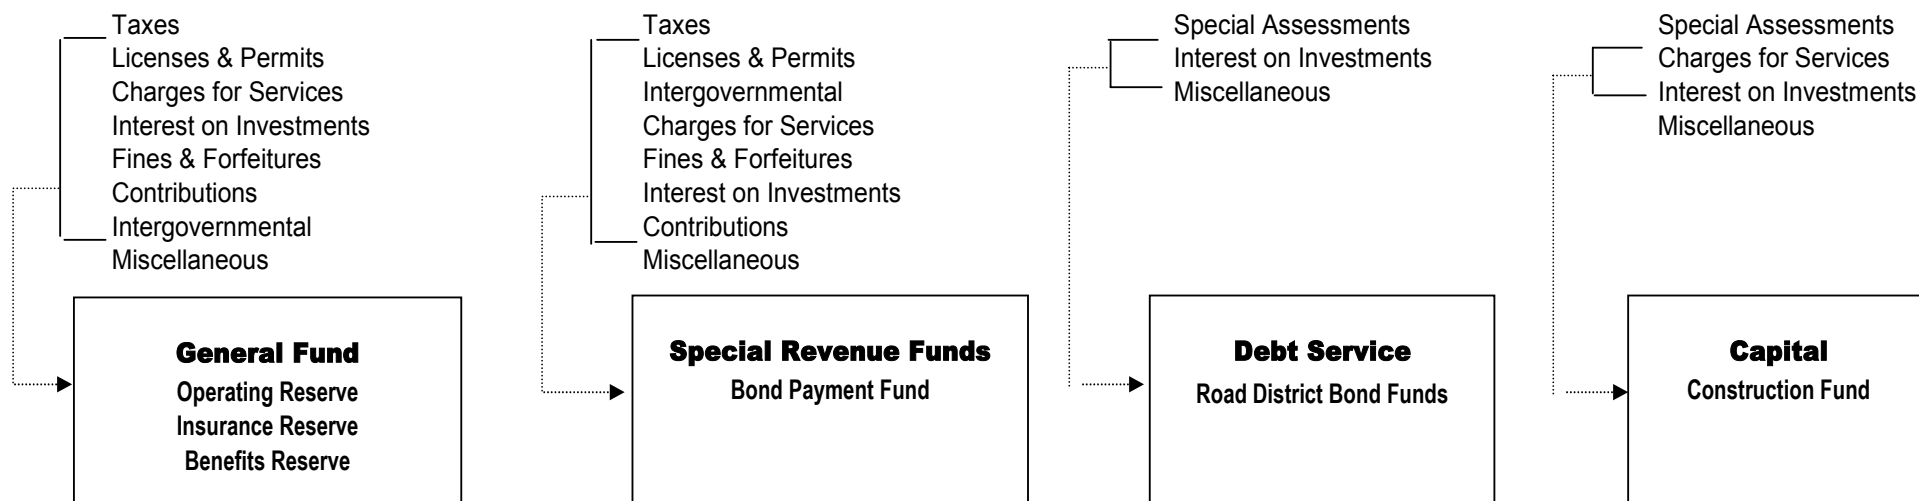 Taxes
Licenses & Permits
Charges for Services
Interest on Investments
Fines & Forfeitures
Contributions
Intergovernmental
Miscellaneous
General Fund
Operating Reserve
Insurance Reserve
Benefits Reserve
Taxes
Licenses & Permits
Intergovernmental
Charges for Services
Fines & Forfeitures
Interest on Investments
Contributions
Miscellaneous
Special Revenue Funds
Bond Payment Fund
Special Assessments
Interest on Investments
Miscellaneous
Debt Service
Road District Bond Funds
Special Assessments
Charges for Services
Interest on Investments
Miscellaneous
Capital
Construction Fund